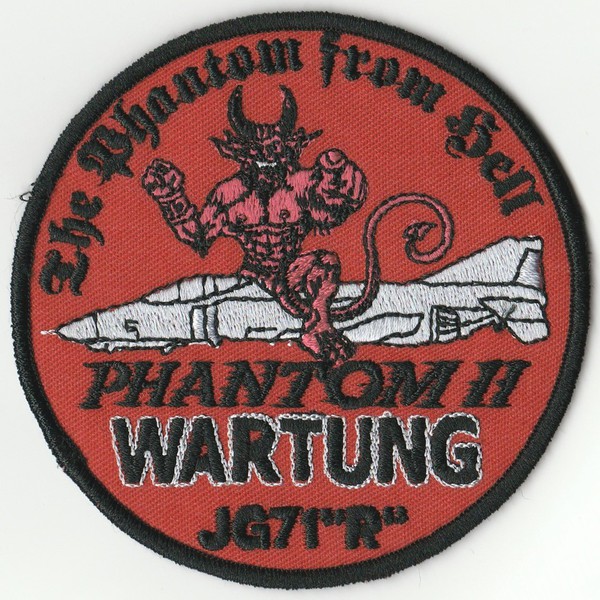 The Phantom from Hell
PHANTOM II
WARTUNG
JG71"R"